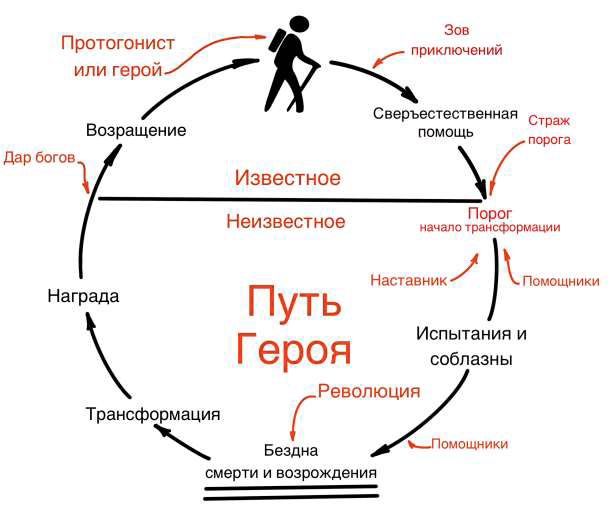 Протогонист
или герой
Зов
приключений
Сверъестественная
помощь
Страж
порога
Возращение
Дар богов
Известное
Неизвестное
Порог
начало трансформации
Наставник
Помощники
Награда
Путь
Героя
Испытания и
соблазны
Революция
Трансформация
Помощники
Бездна
смерти и возрождения